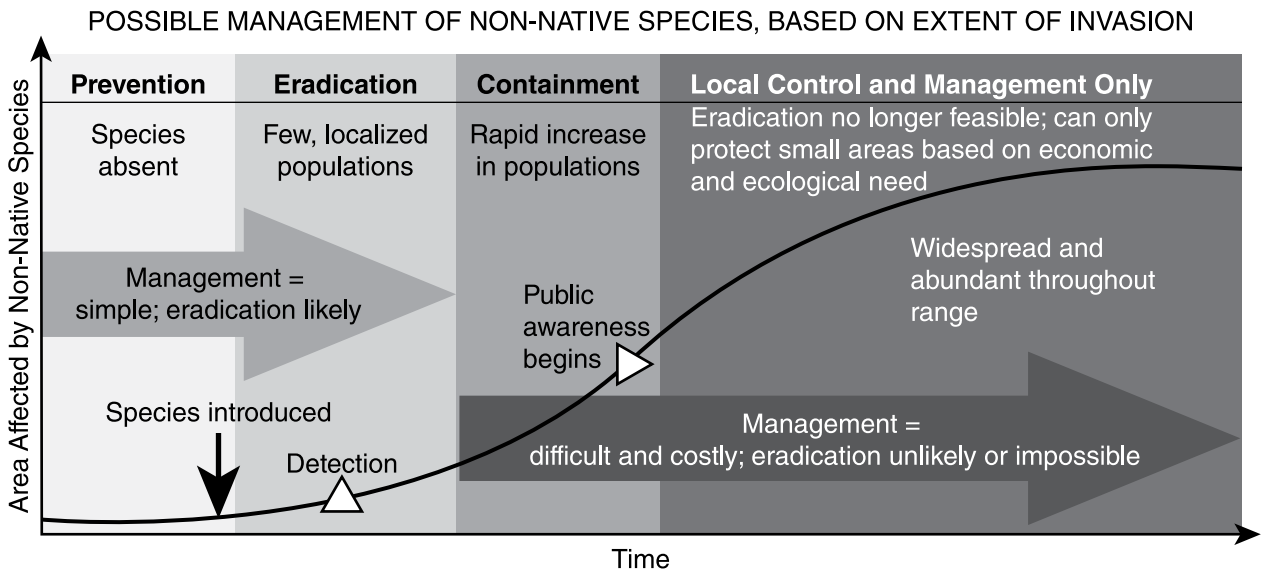 POSSIBLE MANAGEMENT OF NON-NATIVE SPECIES, BASED ON EXTENT OF INVASION
Area Affected by Non-Native Species
Prevention
Species
absent
Eradication
Few, localized
populations
Containment
Rapid increase
in populations
Local Control and Management Only
Eradication no longer feasible; can only
protect small areas based on economic
and ecological need
Management =
simple; eradication likely
Widespread and
abundant throughout
range
Public
awareness
begins
Species introduced
Detection
Management =
difficult and costly; eradication unlikely or impossible
Time